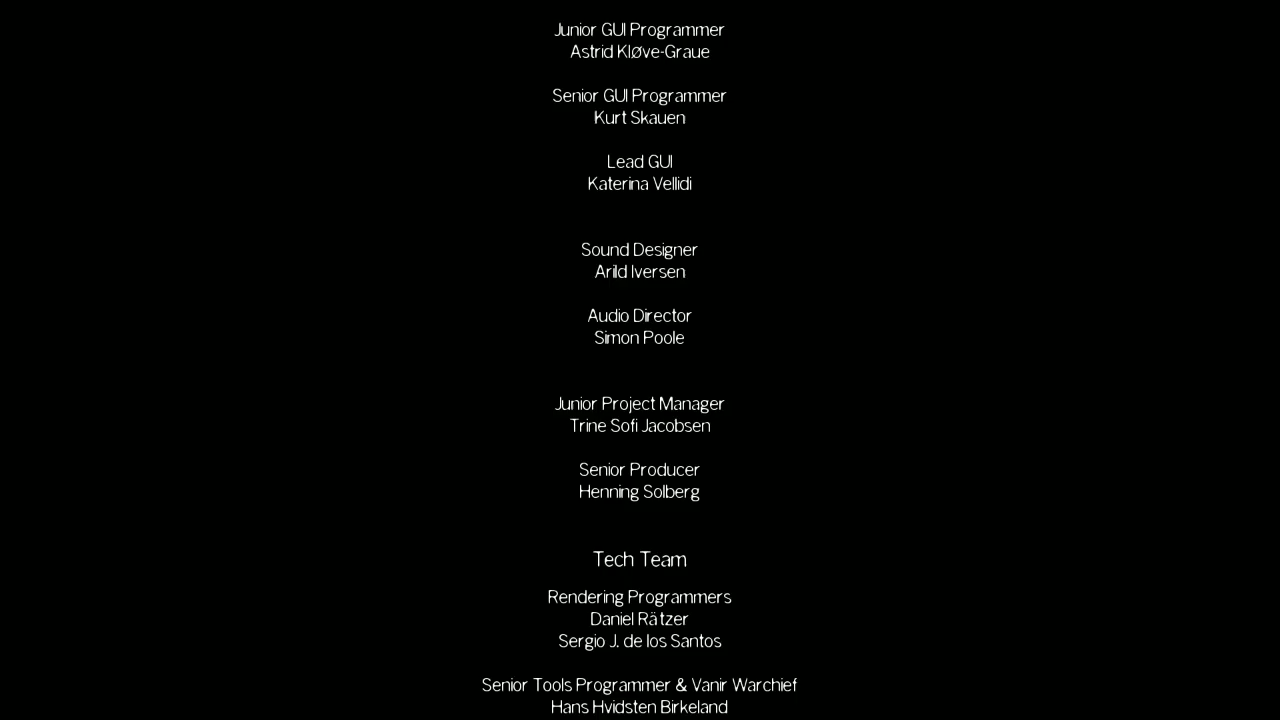 Junior GUI Programmer
Astrid Kløve-Graue
Senior GUI Programmer
Kurt Skauen
Lead GUI
Katerina Vellidi
Sound Designer
Arild Iversen
Audio Director
Simon Poole
Junior Project Manager
Trine Sofi Jacobsen
Senior Producer
Henning Solberg
Tech Team
Rendering Programmers
Daniel Rätzer
Sergio J. de los Santos
Senior Tools Programmer & Vanir Warchief
Hans Hvidsten Birkeland